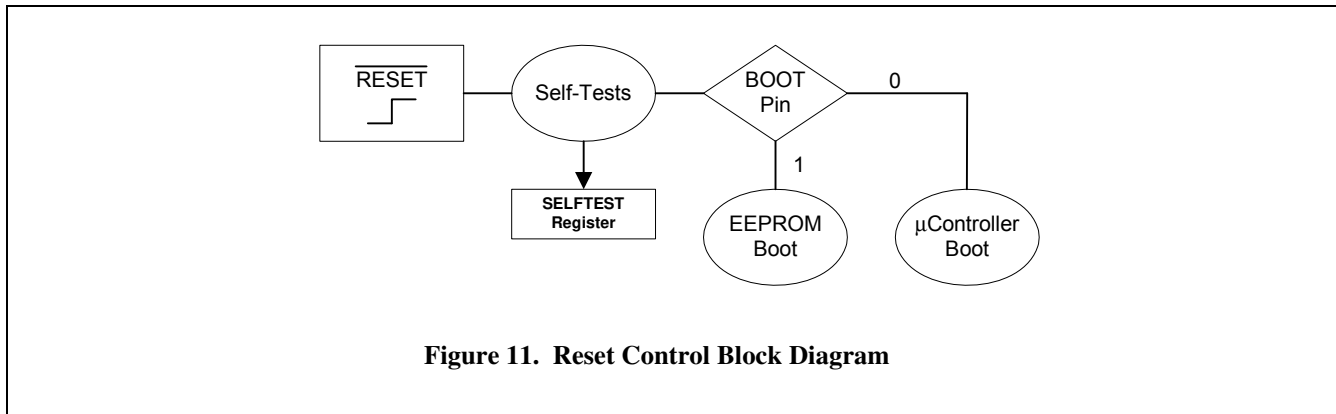 RESET
Self-Tests
BOOT
Pin
0
1
SELFTEST
Register
EEPROM
Boot
µController
Boot
Figure 11. Reset Control Block Diagram